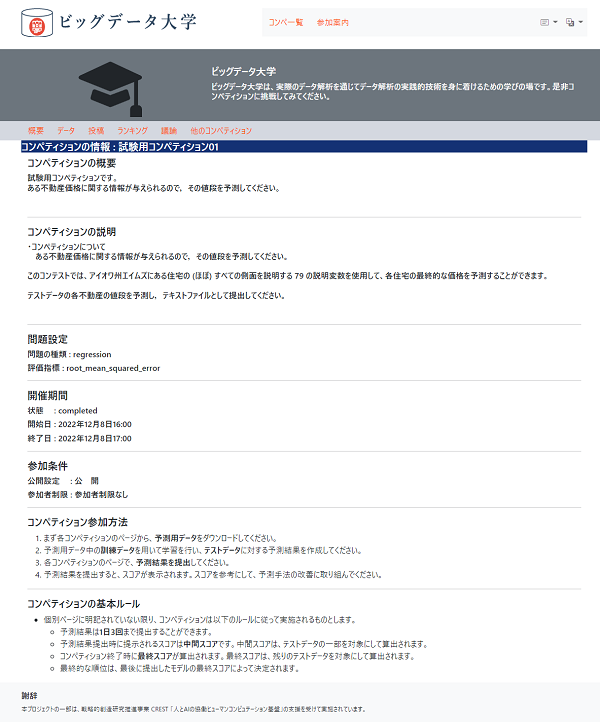 ビッグデータ大学
コンペ一覧 参加案内
ビッグデータ大学
ビッグデータ大学は、実際のデータ解析を通じてデータ解析の実践的技術を身に着けるための学びの場です。是非コ
ンペティションに挑戦してみてください。
概要 データ 投稿 ランキング 議論 他のコンペティション
コンペティションの情報 : 試験用コンペティション01
コンペティションの概要
試験用コンペティションです。
ある不動産価格に関する情報が与えられるので、その値段を予測してください。
コンペティションの説明
・コンペティションについて
ある不動産価格に関する情報が与えられるので、その値段を予測してください。
このコンテストでは、アイオワ州エイムズにある住宅の (ほぼ) すべての側面を説明する 79 の説明変数を使用して、各住宅の最終的な価格を予測することができます。
テストデータの各不動産の値段を予測し、テキストファイルとして提出してください。
問題設定
問題の種類 : regression
評価指標 : root_mean_squared_error
開催期間
状態 : completed
開始日 : 2022年12月8日16:00
終了日 : 2022年12月8日17:00
参加条件
公開設定 : 公 開
参加者制限 : 参加者制限なし
コンペティション参加方法
1. まず各コンペティションのページから、予測用データをダウンロードしてください。
2. 予測用データ中の訓練データを用いて学習を行い、テストデータに対する予測結果を作成してください。
3. 各コンペティションのページで、予測結果を提出してください。
4. 予測結果を提出すると、スコアが表示されます。スコアを参考にして、予測手法の改善に取り組んでください。
コンペティションの基本ルール
• 個別ページに明記されていない限り、コンペティションは以下のルールに従って実施されるものとします。
◦ 予測結果は1日3回まで提出することができます。
◦ 予測結果提出時に提示されるスコアは中間スコアです。中間スコアは、テストデータの一部を対象にして算出されます。
◦ コンペティション終了時に最終スコアが算出されます。最終スコアは、残りのテストデータを対象にして算出されます。
◦ 最終的な順位は、最後に提出したモデルの最終スコアによって決定されます。
謝辞
本プロジェクトの一部は、戦略的創造研究推進事業 CREST 「人とAIの協働ヒューマンコンピュテーション基盤」の支援を受けて実施されています。